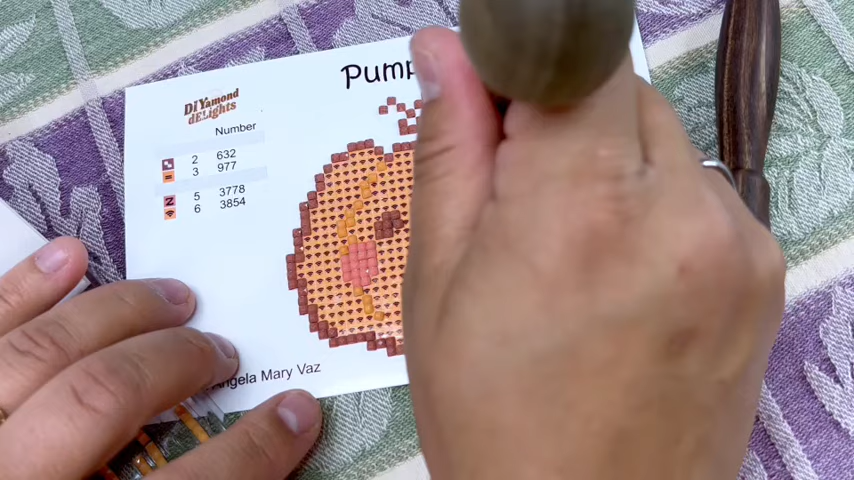 Pump
DIYamond
dELights
Number
2 632
3 977
5 3778
6 3854
Angela Mary Vaz